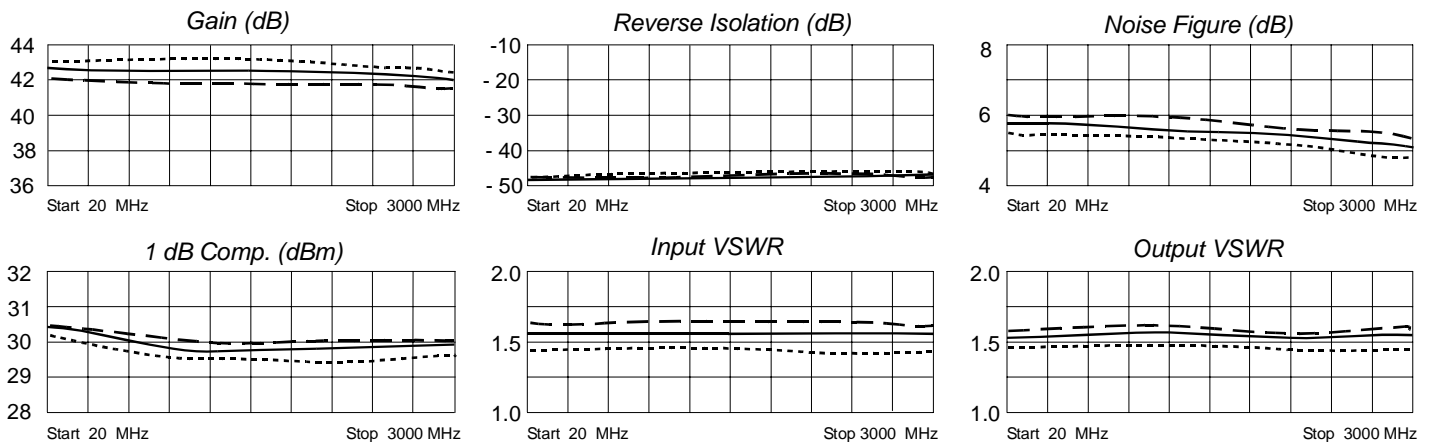 Gain (dB)
44
42
40
38
36
Start 20 MHz
Stop 3000 MHz
Reverse Isolation (dB)
-10
- 20
- 30
- 40
- 50
Start 20 MHz
Stop 3000 MHz
Noise Figure (dB)
8
6
4
Start 20 MHz
Stop 3000 MHz
1 dB Comp. (dBm)
32
31
30
29
28
Start 20 MHz
Stop 3000 MHz
Input VSWR
2.0
1.5
1.0
Start 20 MHz
Stop 3000 MHz
Output VSWR
2.0
1.5
1.0
Start 20 MHz
Stop 3000 MHz